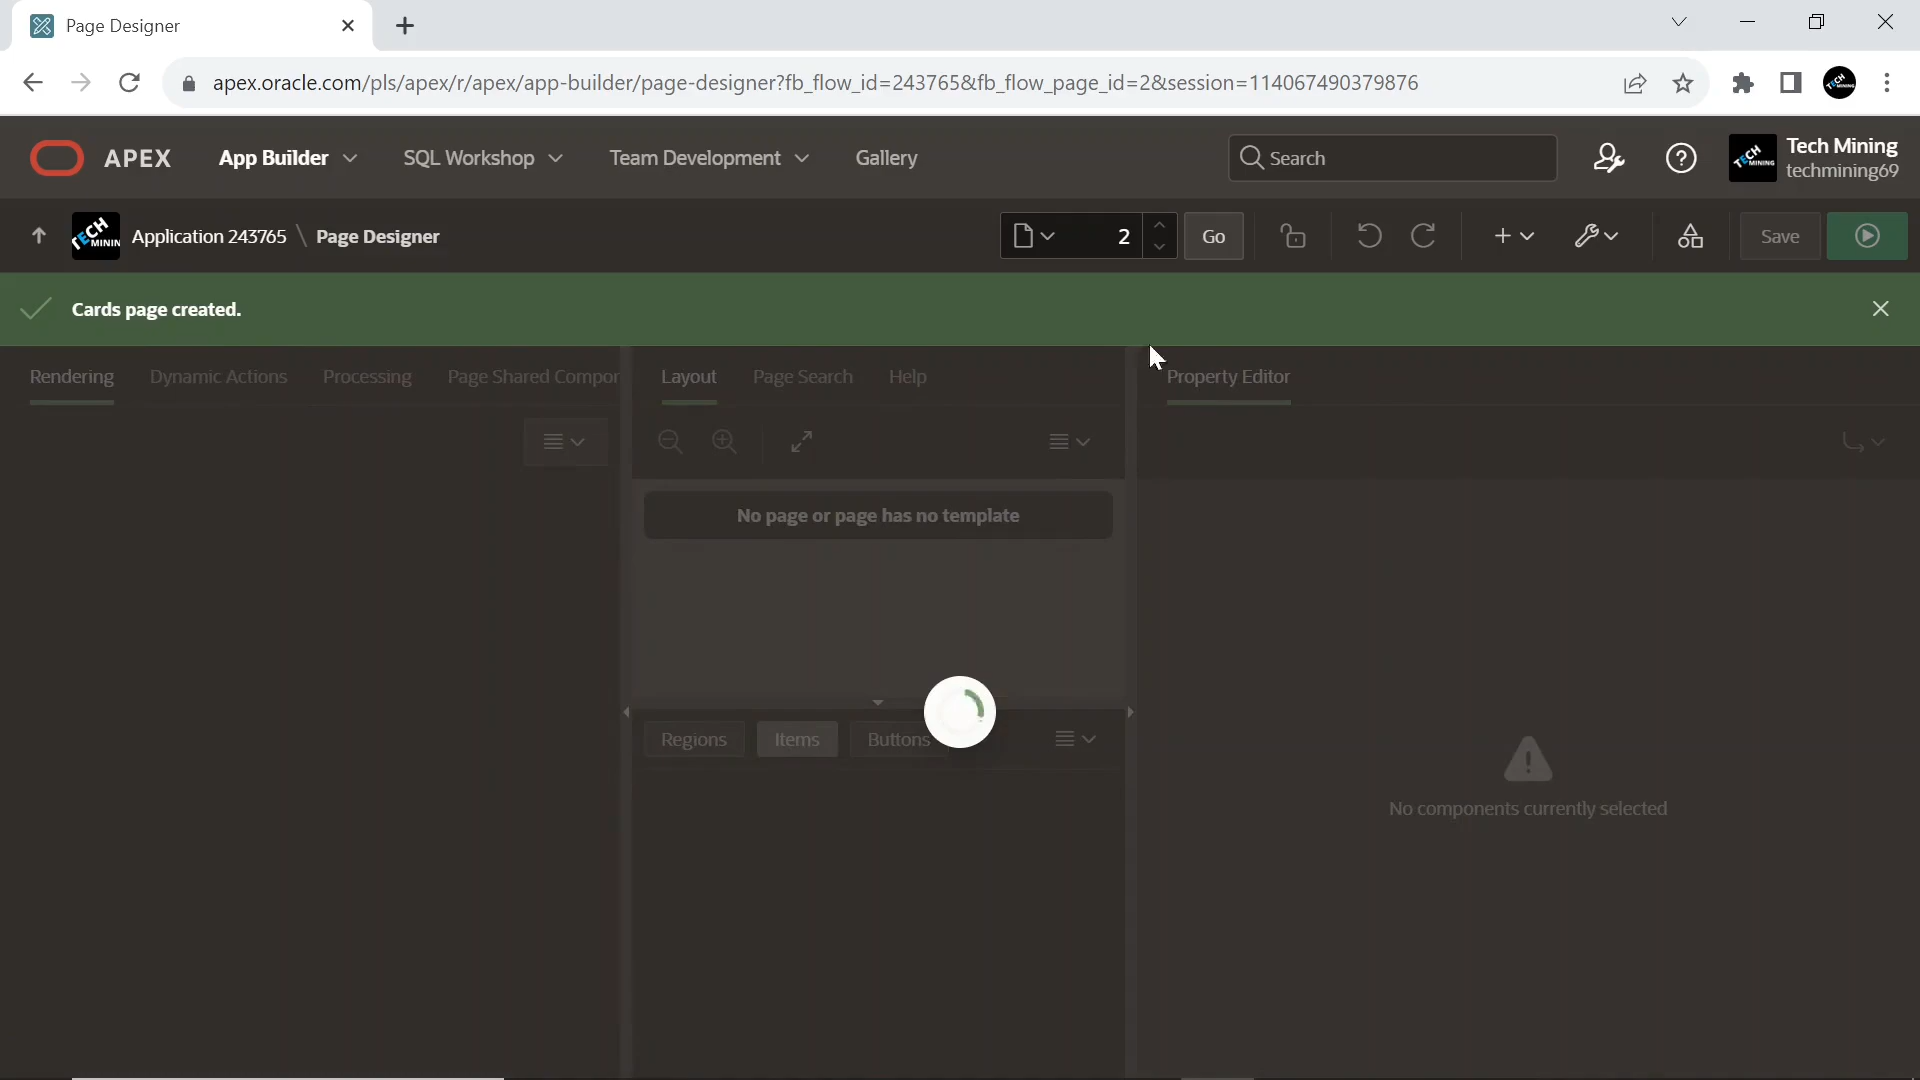 Page Designer
apex.oracle.com/pls/apex/r/apex/app-builder/page-designer?fb_flow_id=243765&fb_flow_page_id=2&session=114067490379876
APEX App Builder SQL Workshop Team Development Gallery Search Tech Mining
techmining69
Application 243765 \ Page Designer 2 Go Save
Cards page created.
Rendering Dynamic Actions Processing Page Shared Compor Layout Page Search Help Property Editor
No page or page has no template
Regions Items Buttons
No components currently selected